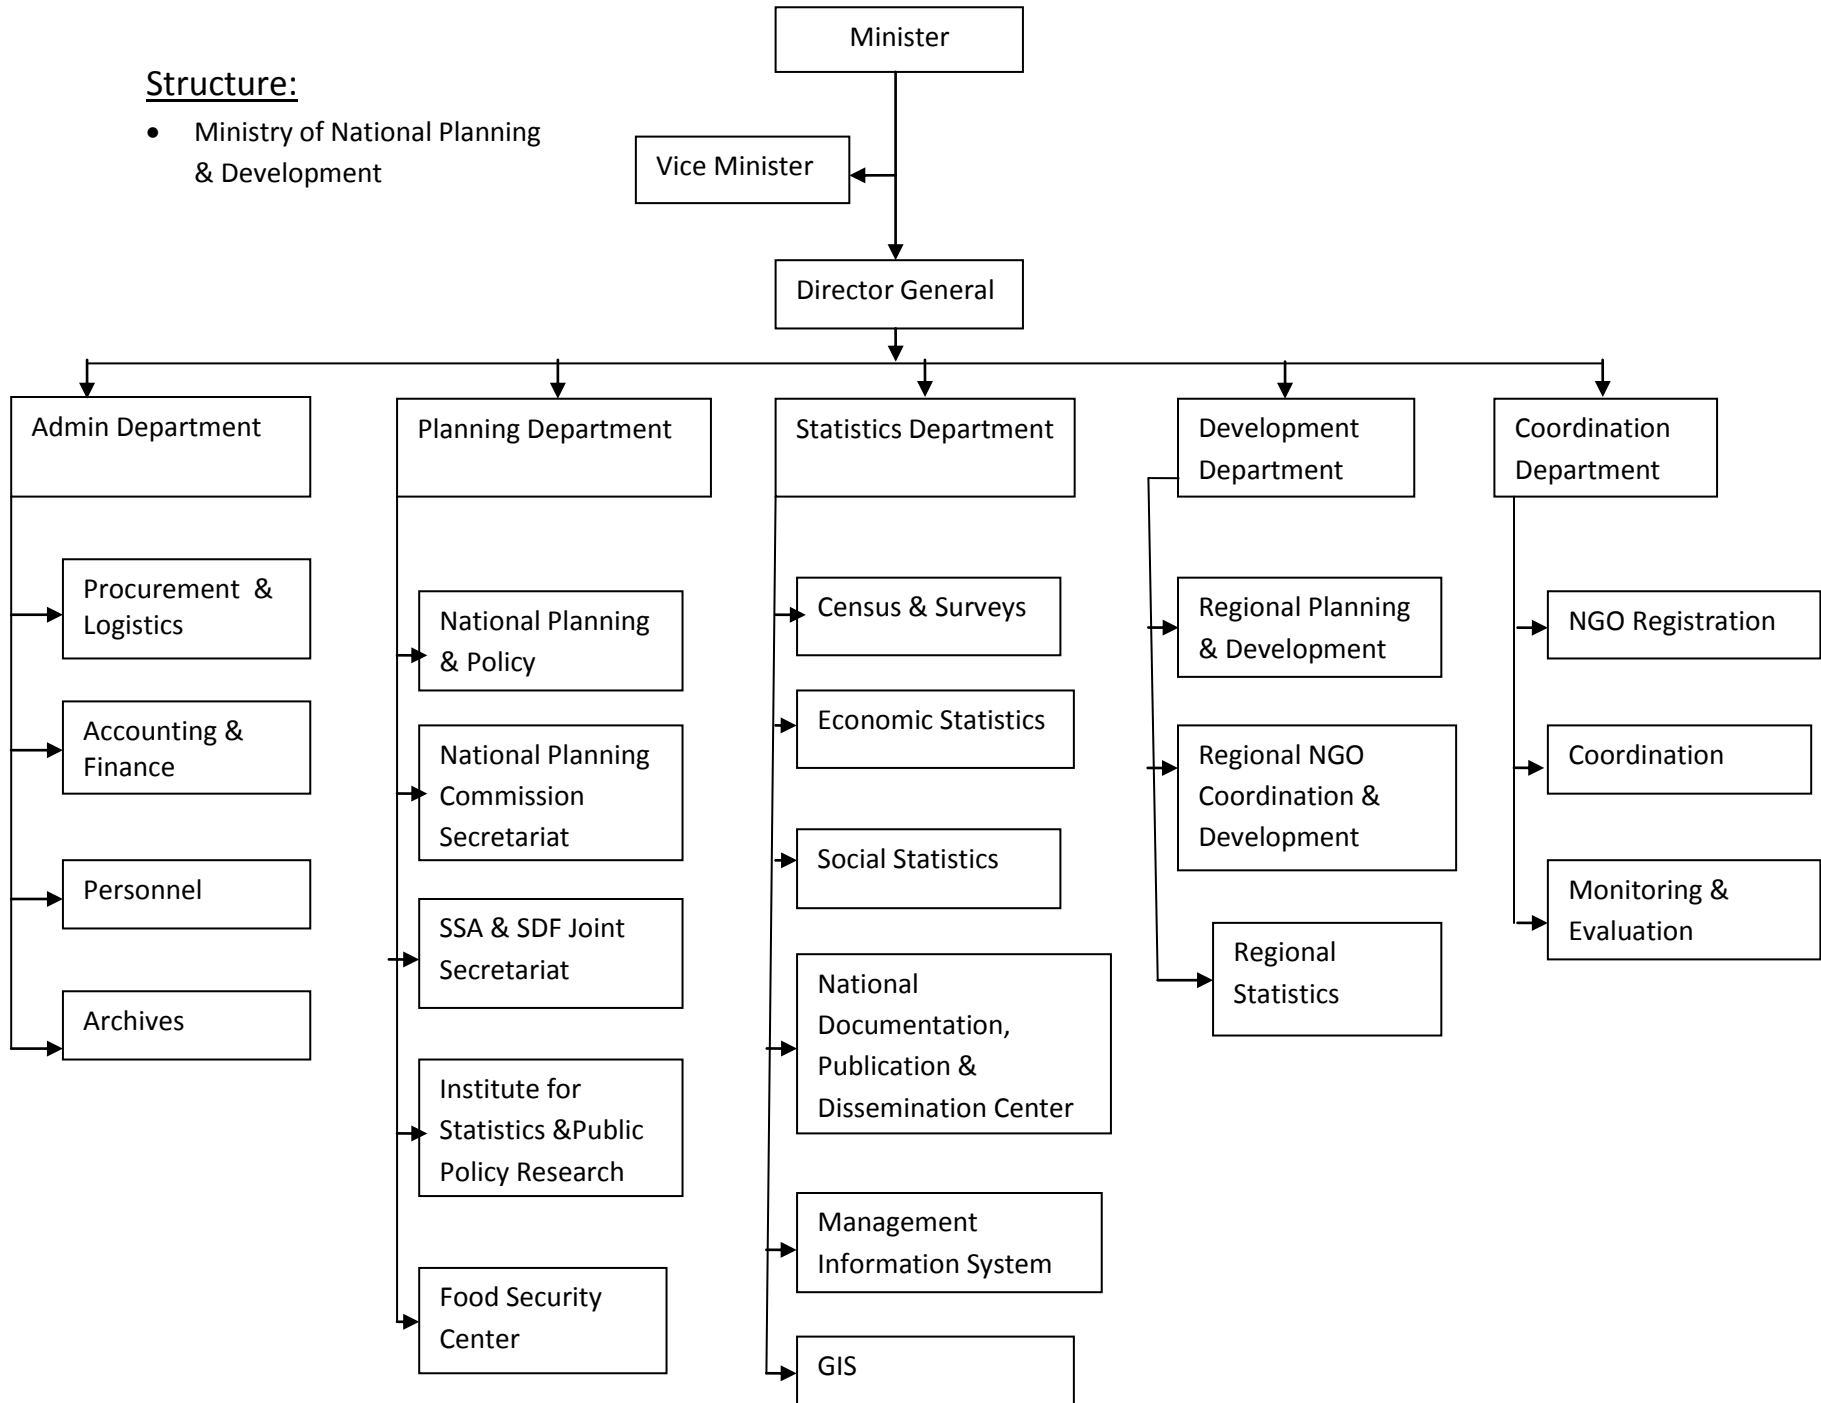 Minister
Structure:
• Ministry of National Planning
& Development
Vice Minister
Director General
Admin Department
Procurement &
Logistics
Accounting &
Finance
Personnel
Archives
Planning Department
National Planning
& Policy
National Planning
Commission
Secretariat
SSA & SDF Joint
Secretariat
Institute for
Statistics &Public
Policy Research
Food Security
Center
Statistics Department
Census & Surveys
Economic Statistics
Social Statistics
National
Documentation,
Publication &
Dissemination Center
Management
Information System
GIS
Development
Department
Regional Planning
& Development
Regional NGO
Coordination &
Development
Regional
Statistics
Coordination
Department
NGO Registration
Coordination
Monitoring &
Evaluation